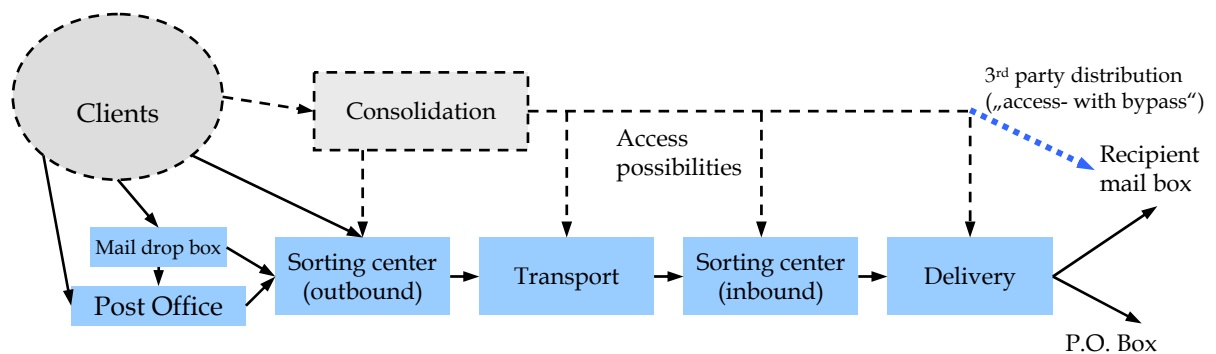 Clients
Consolidation
3rd party distribution
(„access- with bypass“)
Access
possibilities
Recipient
mail box
Mail drop box
Post Office
Sorting center
(outbound)
Transport
Sorting center
(inbound)
Delivery
P.O. Box